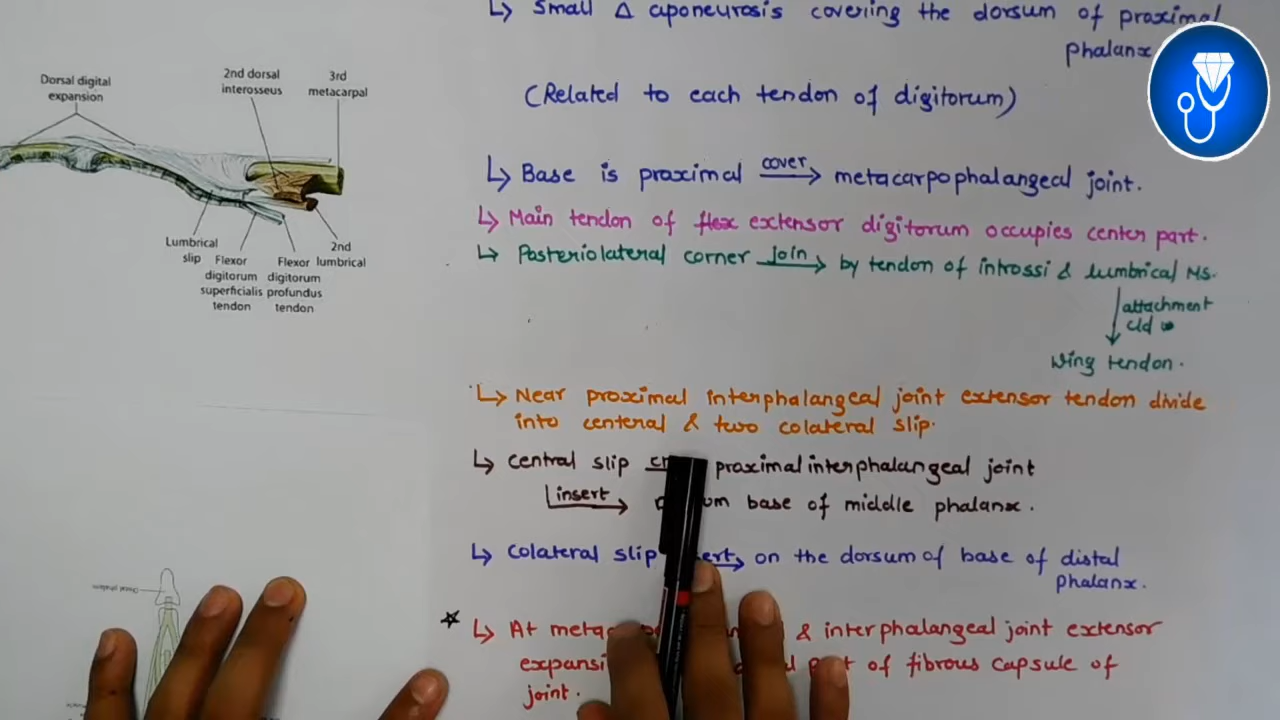 ↳ Small Δ aponeurosis covering the dorsum of proximal
phalanx
(Related to each tendon of digitorum)
↳ Base is proximal cover → metacarpophalangeal joint.
↳ Main tendon of flex extensor digitorum occupies center part.
↳ Posteriolateral corner join → by tendon of introssi & lumbrical MS.
attachment
c/d
Wing tendon.
↳ Near proximal interphalangeal joint extensor tendon divide
into centeral & two colateral slip.
↳ central slip proximal interphalangeal joint
insert → base of middle phalanx.
↳ Colateral slip → on the dorsum of base of distal
phalanx.
↳ At & interphalangeal joint extensor
part of fibrous capsule of
joint.
Dorsal digital
expansion
2nd dorsal
interosseus
3rd
metacarpal
Lumbrical
slip
Flexor
digitorum
superficialis
tendon
Flexor
digitorum
profundus
tendon
2nd
lumbrical
Distal phalanx